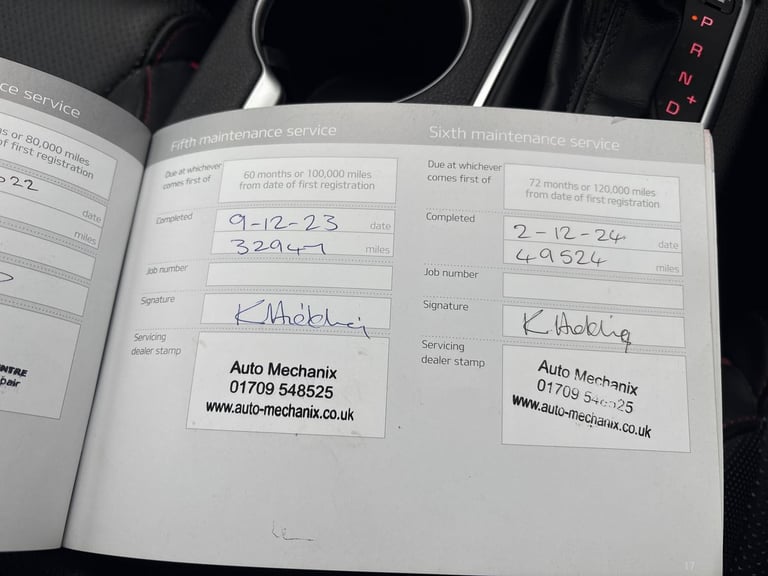 ce service
s or 80,000 miles
of first registration
22
date
miles
NTRE
pair
Fifth maintenance service
Due at whichever
comes first of
60 months or 100,000 miles
from date of first registration
Completed
9-12-23 date
32947 miles
Job number
Signature
Servicing
dealer stamp
Auto Mechanix
01709 548525
www.auto-mechanix.co.uk
Sixth maintenance service
Due at whichever
comes first of
72 months or 120,000 miles
from date of first registration
Completed
2-12-24 date
49524 miles
Job number
Signature
Servicing
dealer stamp
Auto Mechanix
01709 548525
www.auto-mechanix.co.uk
17
P
R
N
D +